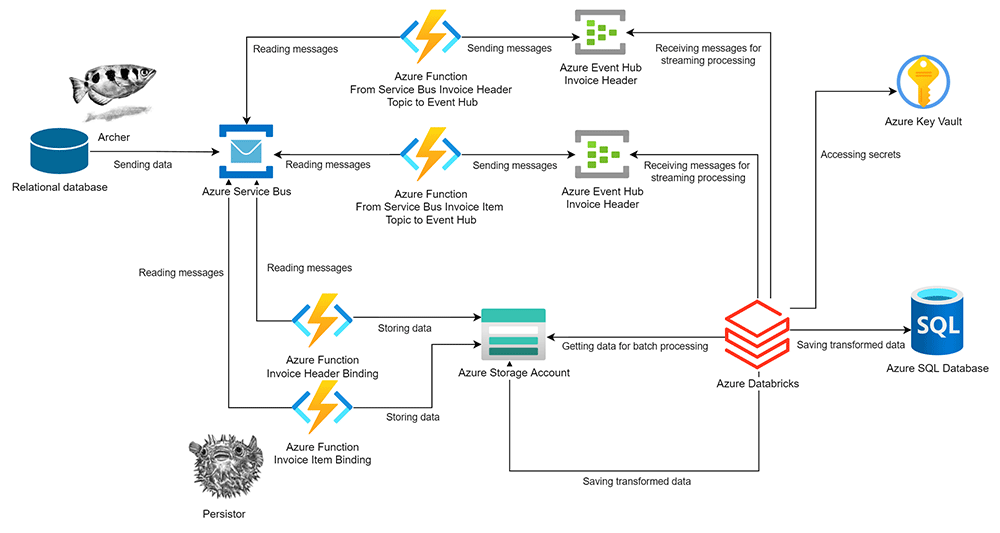 Reading messages
Sending messages
Receiving messages for
streaming processing
Azure Function
From Service Bus Invoice Header
Topic to Event Hub
Azure Event Hub
Invoice Header
Azure Key Vault
Archer
Sending data
Relational database
Azure Service Bus
Reading messages
Sending messages
Receiving messages for
streaming processing
Accessing secrets
Azure Function
From Service Bus Invoice Item
Topic to Event Hub
Azure Event Hub
Invoice Header
Reading messages
Reading messages
Storing data
Azure Function
Invoice Header Binding
Azure Storage Account
Getting data for batch processing
Azure Databricks
Saving transformed data
SQL
Azure SQL Database
Storing data
Azure Function
Invoice Item Binding
Saving transformed data
Persistor